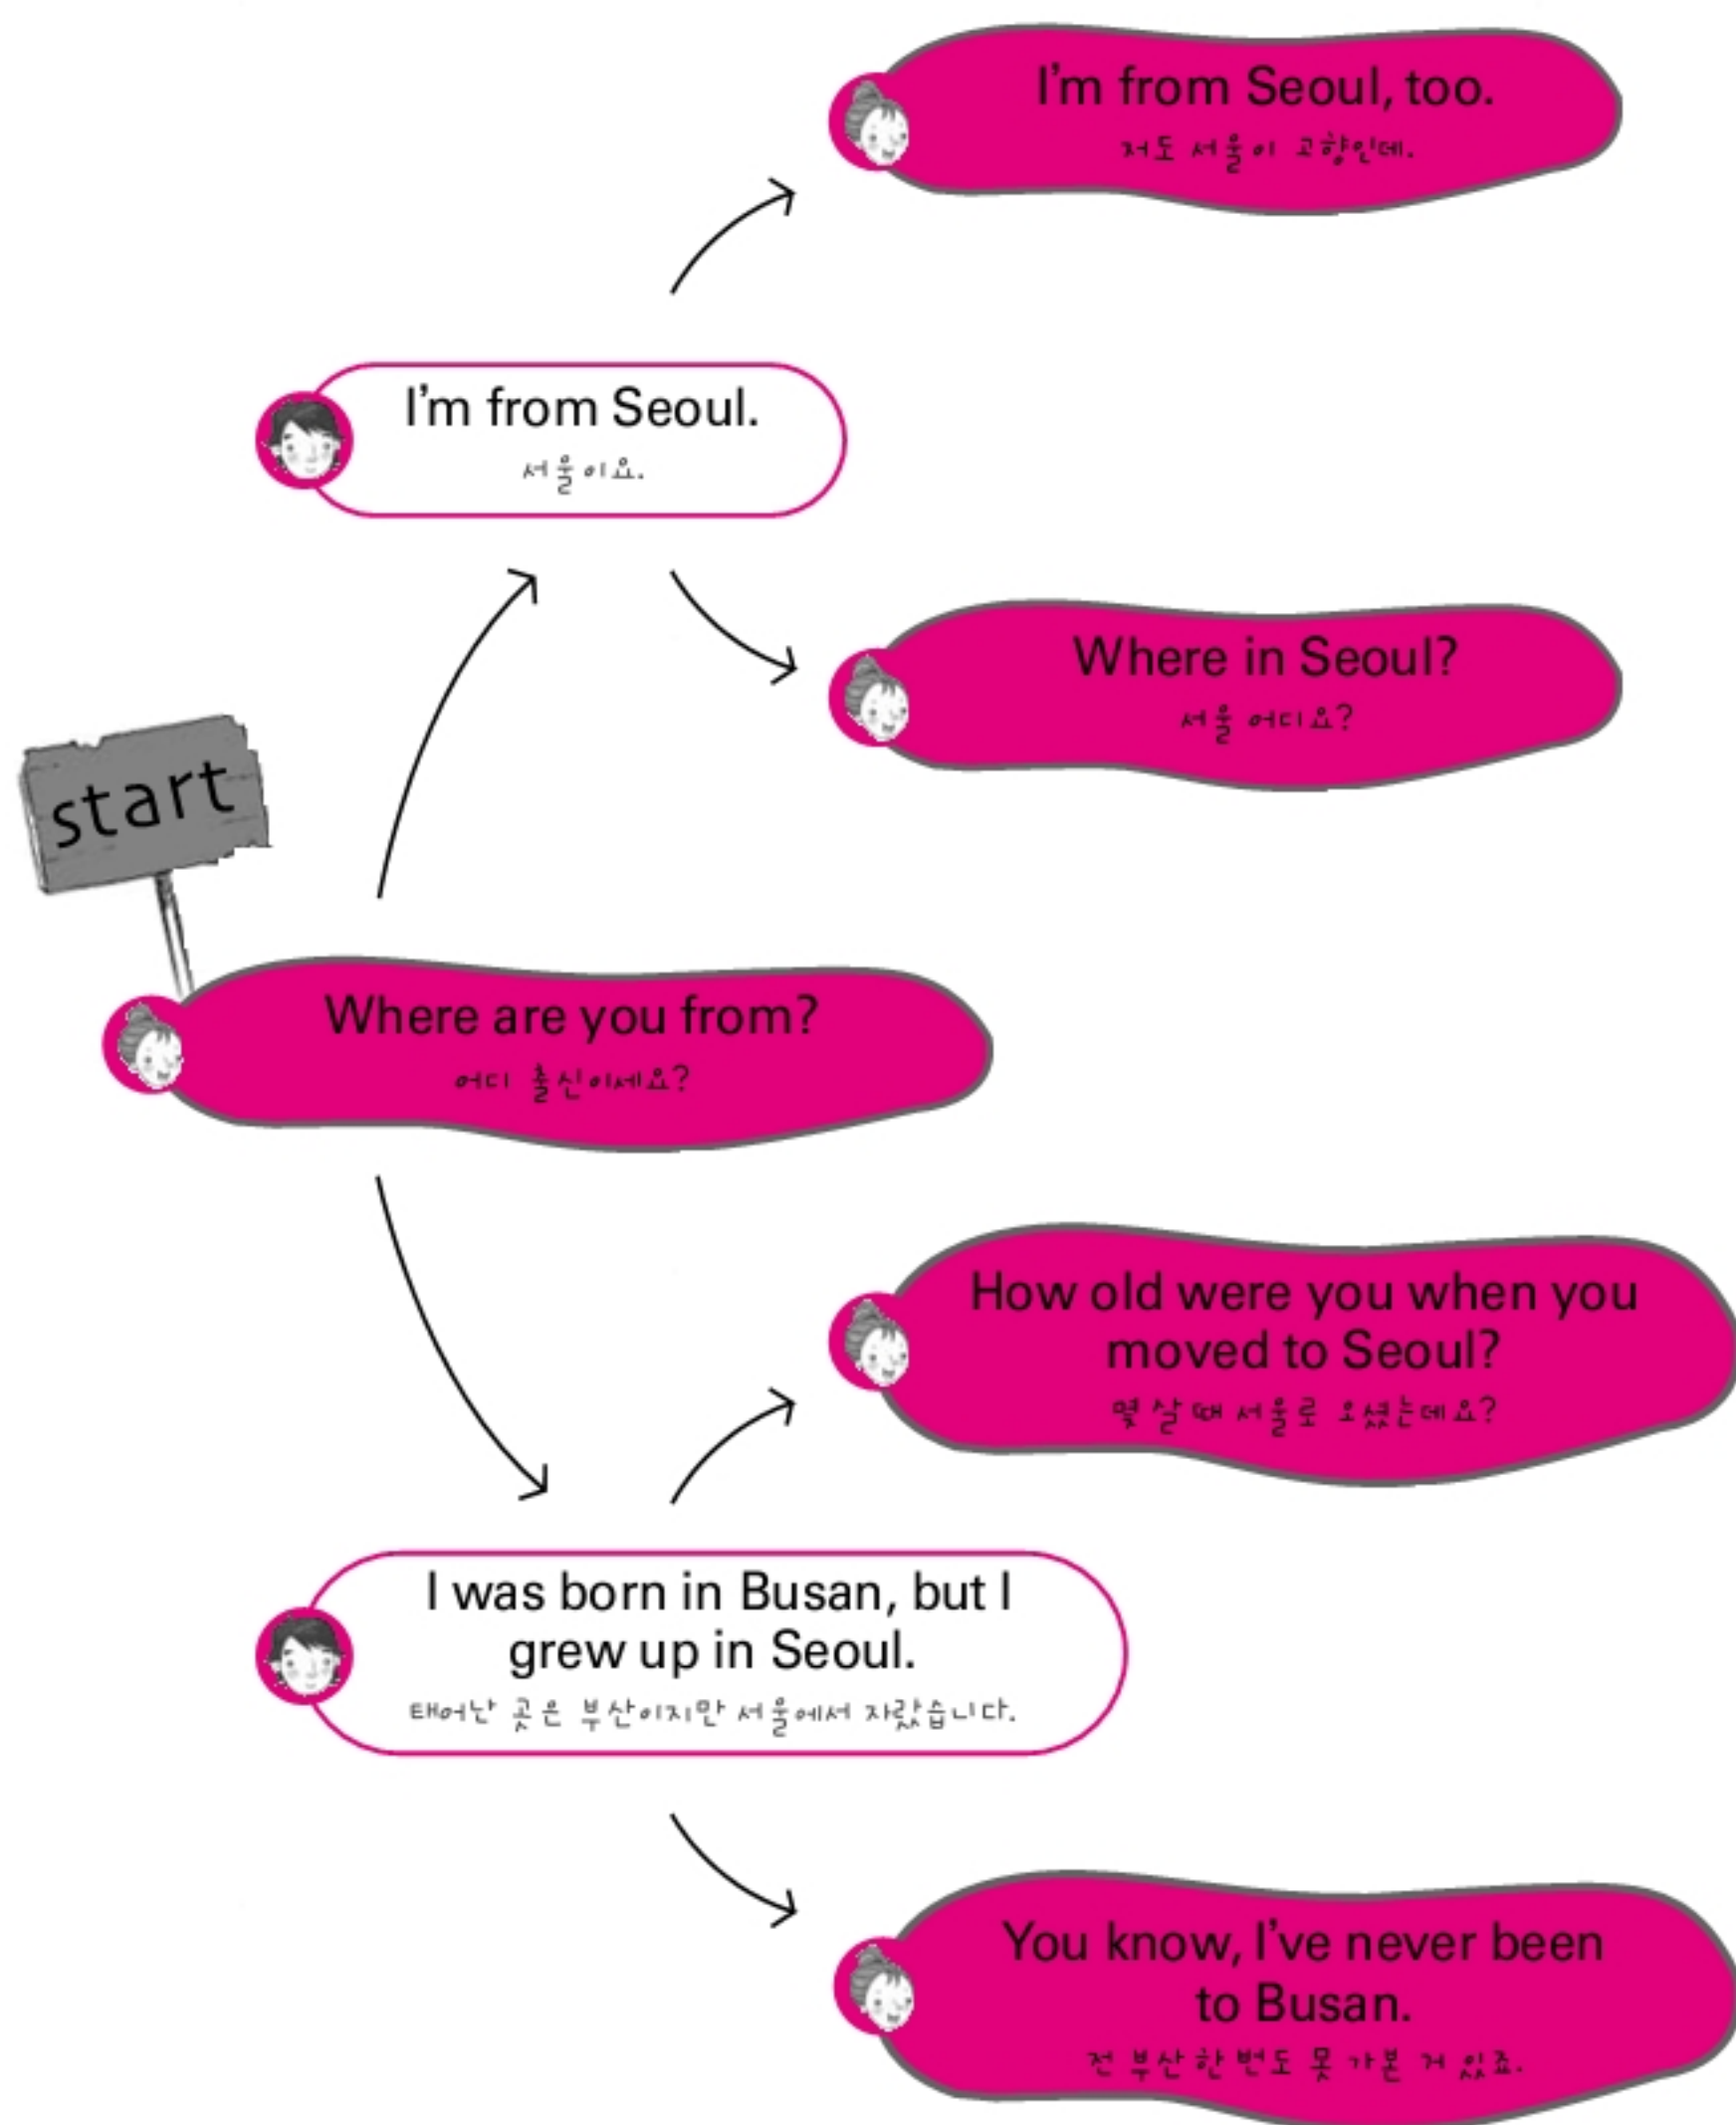 I'm from Seoul, too.
저도 서울이 고향인데.
I'm from Seoul.
서울이요.
Where in Seoul?
서울 어디요?
start
Where are you from?
어디 출신이세요?
How old were you when you
moved to Seoul?
몇 살 때 서울로 오셨는데요?
I was born in Busan, but I
grew up in Seoul.
태어난 곳은 부산이지만 서울에서 자랐습니다.
You know, I've never been
to Busan.
전 부산 한 번도 못 가본 거 있죠.